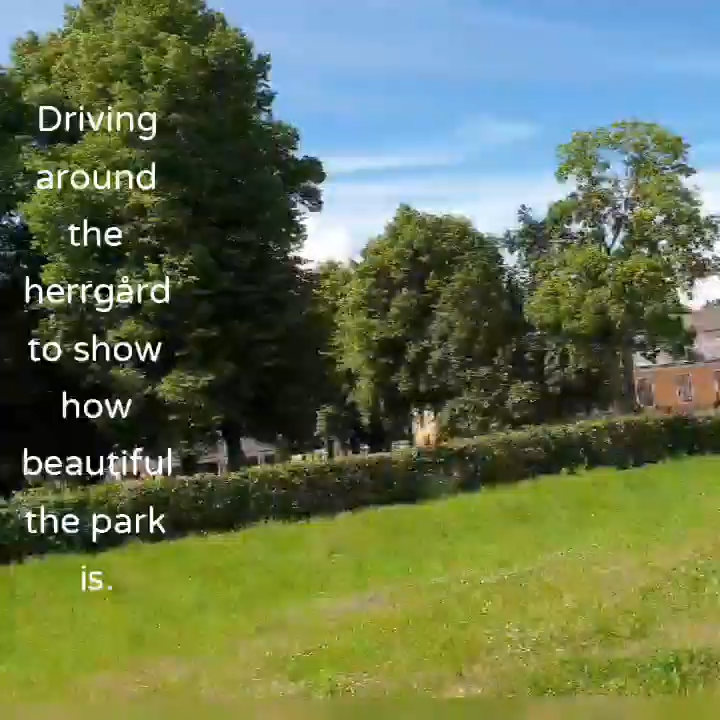 Driving
around
the
herrgård
to show
how
beautiful
the park
is.